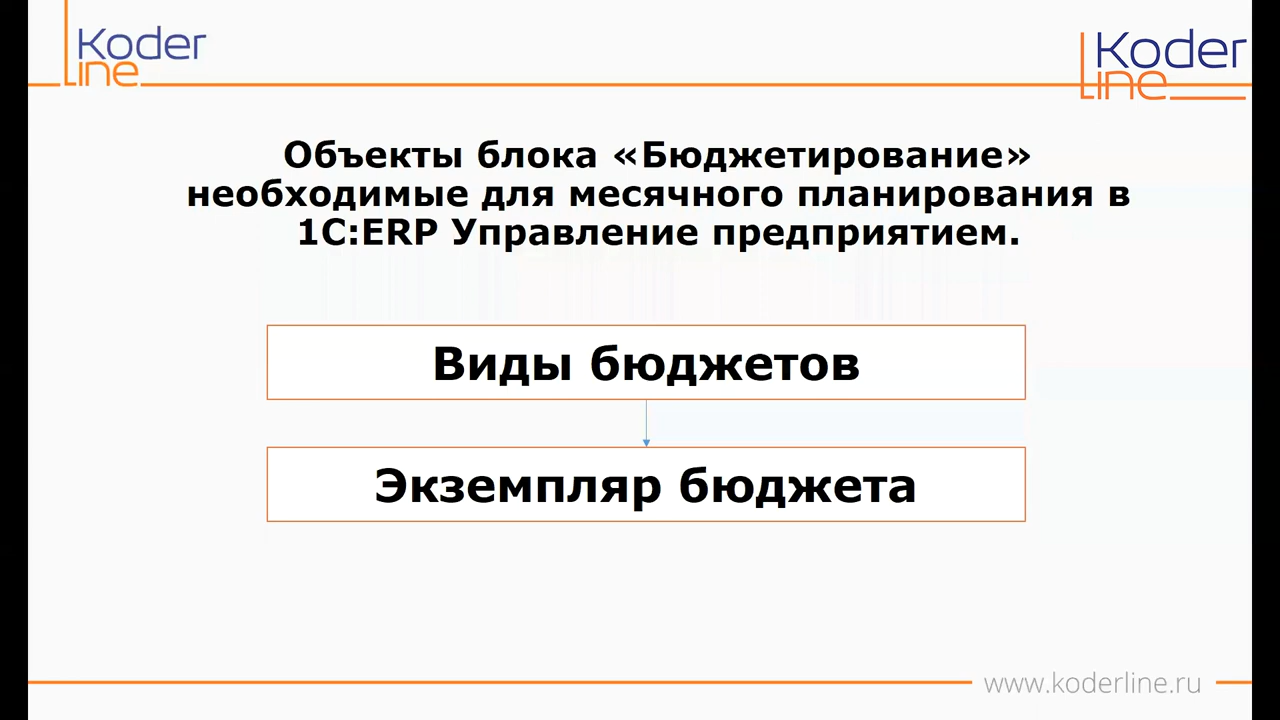 Koder
line
Koder
line
Объекты блока «Бюджетирование»
необходимые для месячного планирования в
1С:ERP Управление предприятием.
Виды бюджетов
Экземпляр бюджета
www.koderline.ru